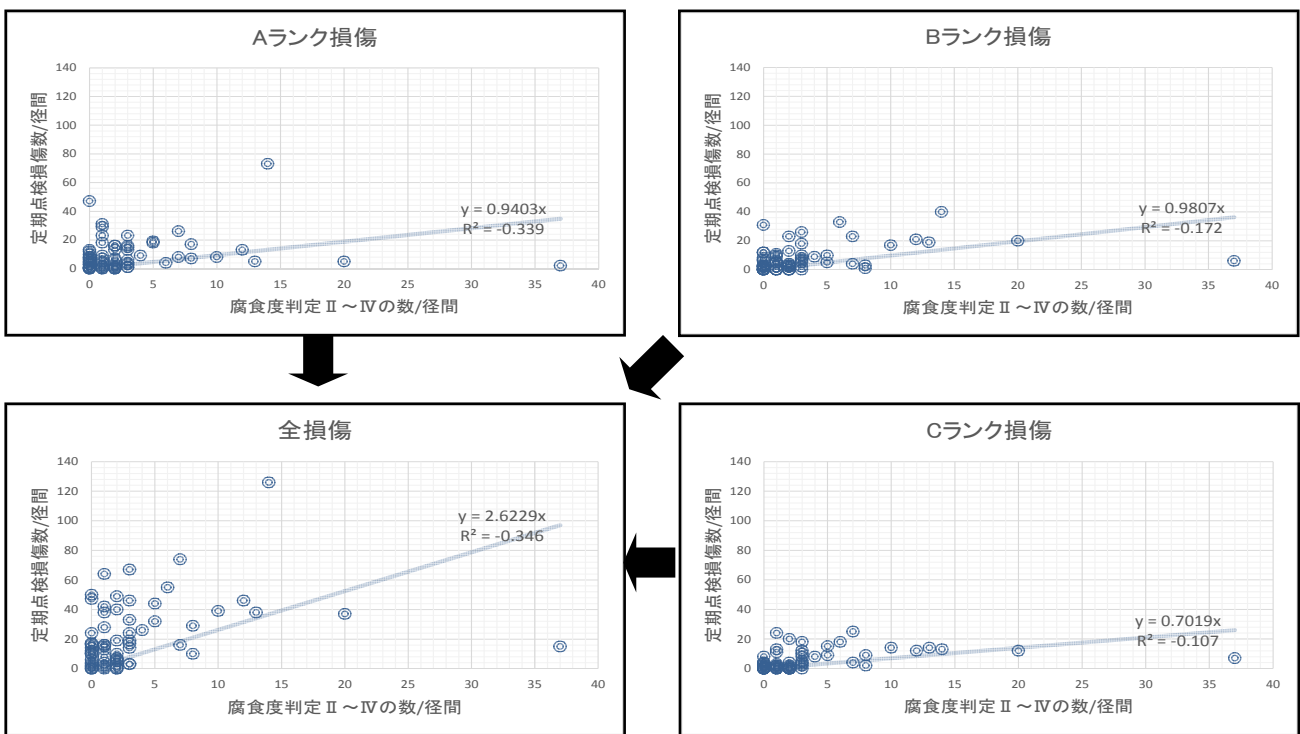 Aランク損傷
定期点検損傷数/径間
140
120
100
80
60
40
20
0
y = 0.9403x
R² = -0.339
0 5 10 15 20 25 30 35 40
腐食度判定Ⅱ～Ⅳの数/径間
Bランク損傷
定期点検損傷数/径間
140
120
100
80
60
40
20
0
y = 0.9807x
R² = -0.172
0 5 10 15 20 25 30 35 40
腐食度判定Ⅱ～Ⅳの数/径間
全損傷
定期点検損傷数/径間
140
120
100
80
60
40
20
0
y = 2.6229x
R² = -0.346
0 5 10 15 20 25 30 35 40
腐食度判定Ⅱ～Ⅳの数/径間
Cランク損傷
定期点検損傷数/径間
140
120
100
80
60
40
20
0
y = 0.7019x
R² = -0.107
0 5 10 15 20 25 30 35 40
腐食度判定Ⅱ～Ⅳの数/径間